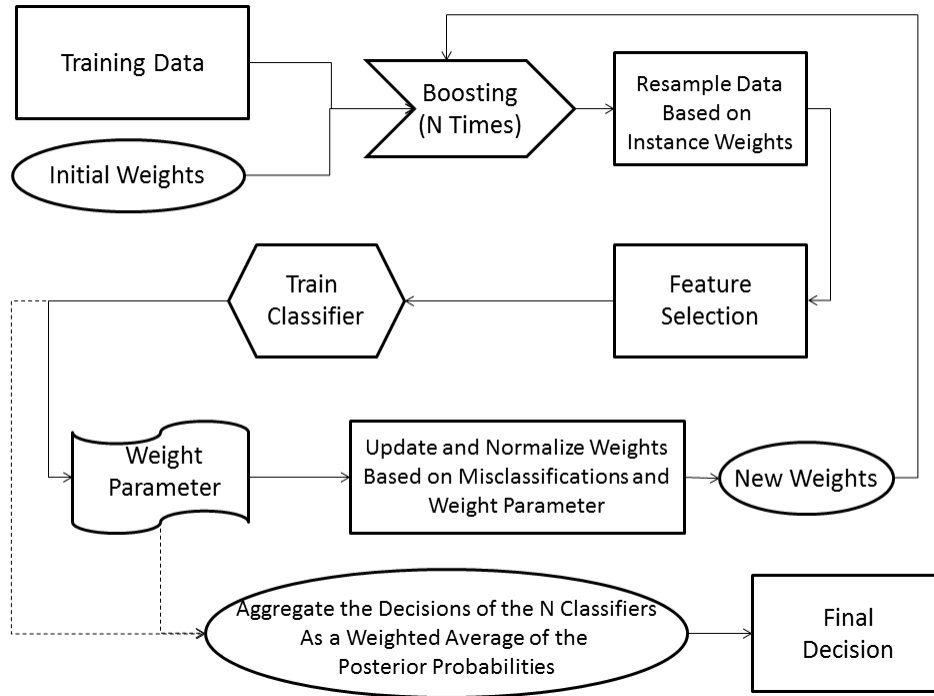 Training Data
Initial Weights
Boosting
(N Times)
Resample Data
Based on
Instance Weights
Train
Classifier
Feature
Selection
Weight
Parameter
Update and Normalize Weights
Based on Misclassifications and
Weight Parameter
New Weights
Aggregate the Decisions of the N Classifiers
As a Weighted Average of the
Posterior Probabilities
Final
Decision